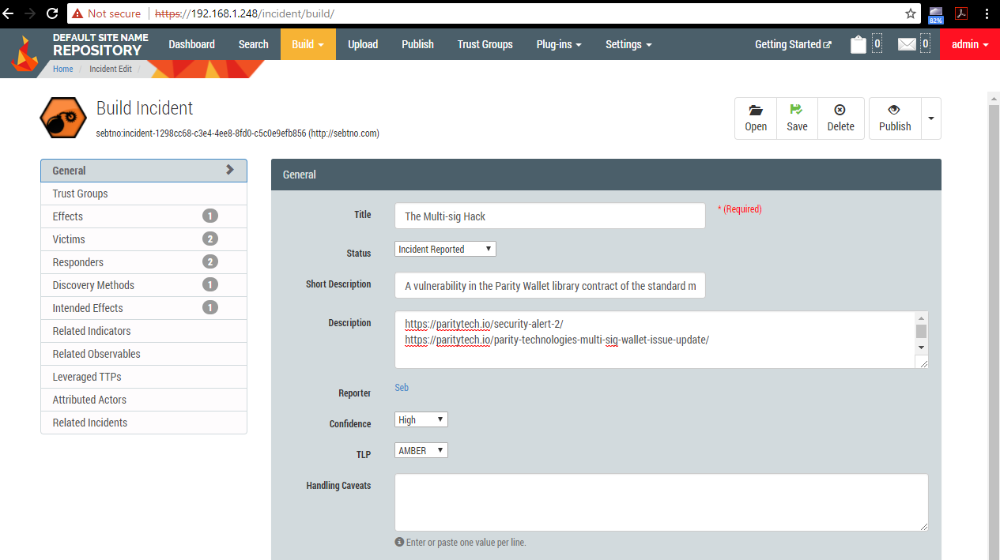 Not secure https://192.168.1.248/incident/build/
82%
DEFAULT SITE NAME
REPOSITORY
Dashboard Search Build Upload Publish Trust Groups Plug-ins Settings Getting Started 0 0 admin
Home / Incident Edit /
Build Incident
sebtno:incident-1298cc68-c3e4-4ee8-8fd0-c5c0e9efb856 (http://sebtno.com)
Open Save Delete Publish
General
Trust Groups
Effects 1
Victims 2
Responders 2
Discovery Methods 1
Intended Effects 1
Related Indicators
Related Observables
Leveraged TTPs
Attributed Actors
Related Incidents
General
Title The Multi-sig Hack * (Required)
Status Incident Reported
Short Description A vulnerability in the Parity Wallet library contract of the standard m
Description https://paritytech.io/security-alert-2/
https://paritytech.io/parity-technologies-multi-sig-wallet-issue-update/
Reporter Seb
Confidence High
TLP AMBER
Handling Caveats
Enter or paste one value per line.